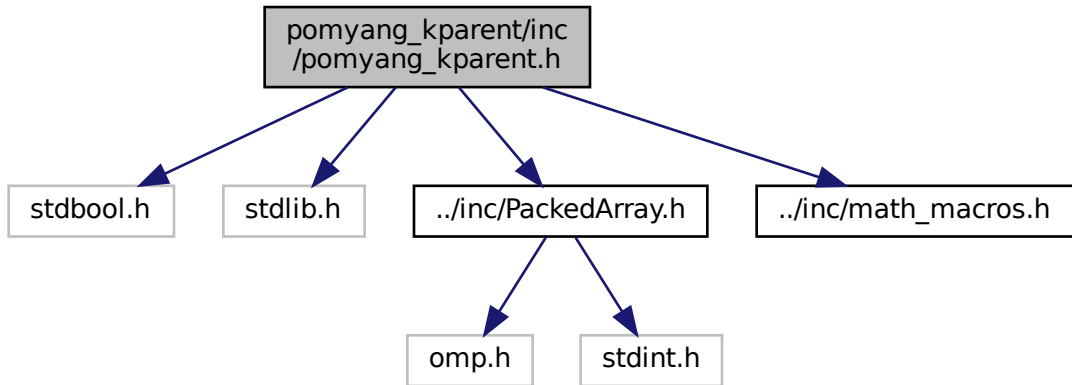 pomyang_kparent/inc
/pomyang_kparent.h
stdbool.h
stdlib.h
../inc/PackedArray.h
../inc/math_macros.h
omp.h
stdint.h